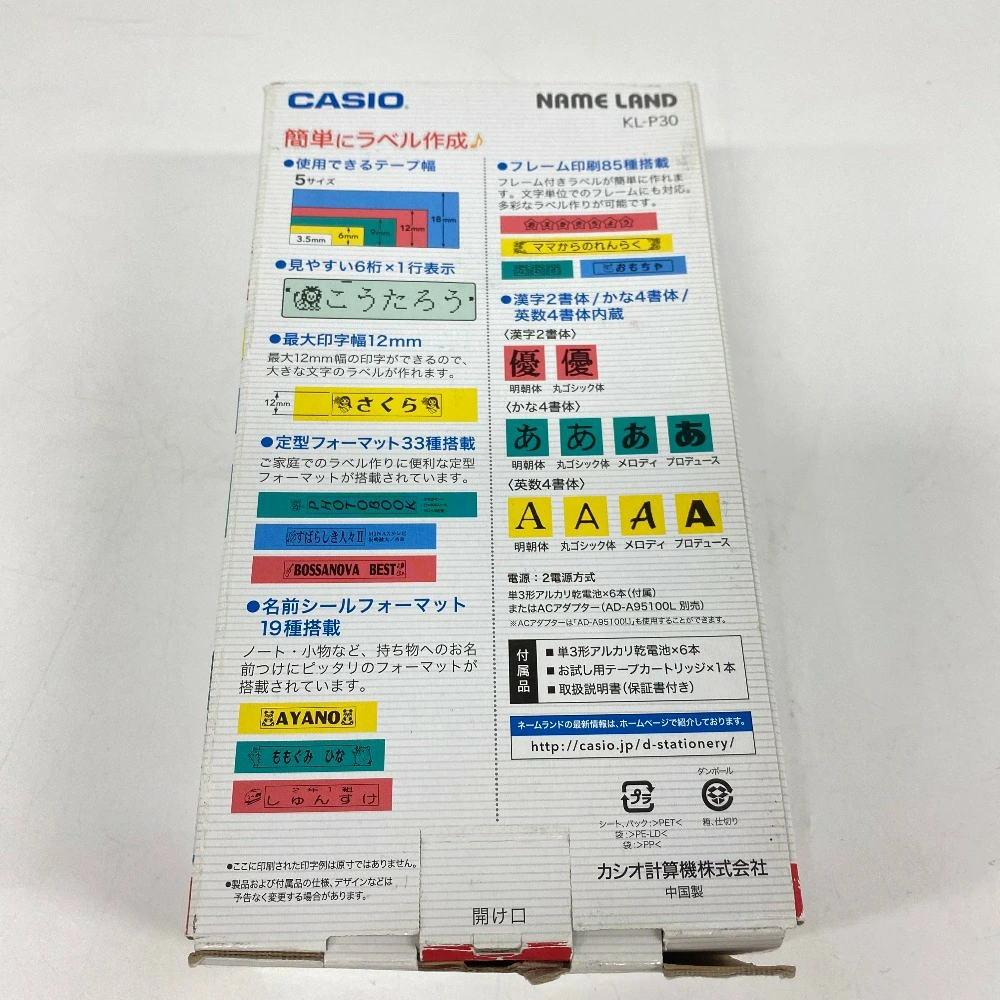 CASIO
NAME LAND
KL-P30
簡単にラベル作成♪
●使用できるテープ幅
5サイズ
3.5mm
6mm
9mm
12mm
18mm
●見やすい6桁×1行表示
こうたろう
●最大印字幅12mm
最大12mm幅の印字ができるので、
大きな文字のラベルが作れます。
12mm
さくら
●定型フォーマット33種搭載
ご家庭でのラベル作りに便利な定型
フォーマットが搭載されています。
PHOTOBOOK
すばらしき人々II
BOSSANOVA BEST
●名前シールフォーマット
19種搭載
ノート・小物など、持ち物へのお名
前つけにピッタリのフォーマットが
搭載されています。
AYANO
ももぐみ ひな
2年1組
しゅんすけ
●ここに印刷された印字例は原寸ではありません。
●製品および付属品の仕様、デザインなどは
予告なく変更する場合があります。
●フレーム印刷85種搭載
フレーム付きラベルが簡単に作れま
す。文字単位でのフレームにも対応。
多彩なラベル作りが可能です。
ママからのれんらく
おもちゃ
●漢字2書体/かな4書体/
英数4書体内蔵
〈漢字2書体〉
優 優
明朝体 丸ゴシック体
〈かな4書体〉
あ あ あ あ
明朝体 丸ゴシック体 メロディ プロデュース
〈英数4書体〉
A A A A
明朝体 丸ゴシック体 メロディ プロデュース
電源：2電源方式
単3形アルカリ乾電池×6本(付属)
またはACアダプター(AD-A95100L 別売)
※ACアダプターは「AD-A95100L」も使用することができます。
付属品
■単3形アルカリ乾電池×6本
■お試し用テープカートリッジ×1本
■取扱説明書(保証書付き)
ネームランドの最新情報は、ホームページで紹介しております。
http://casio.jp/d-stationery/
プラ
シート、パック:>PET<
袋:>PE-LD<
袋:>PP<
ダンボール
箱、仕切り
カシオ計算機株式会社
中国製
開け口